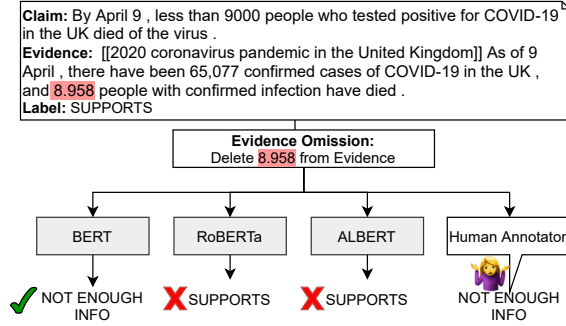 Claim: By April 9 , less than 9000 people who tested positive for COVID-19
in the UK died of the virus .
Evidence: [[2020 coronavirus pandemic in the United Kingdom]] As of 9
April , there have been 65,077 confirmed cases of COVID-19 in the UK ,
and 8.958 people with confirmed infection have died .
Label: SUPPORTS
Evidence Omission:
Delete 8.958 from Evidence
BERT
RoBERTa
ALBERT
Human Annotator
NOT ENOUGH
INFO
SUPPORTS
SUPPORTS
NOT ENOUGH
INFO